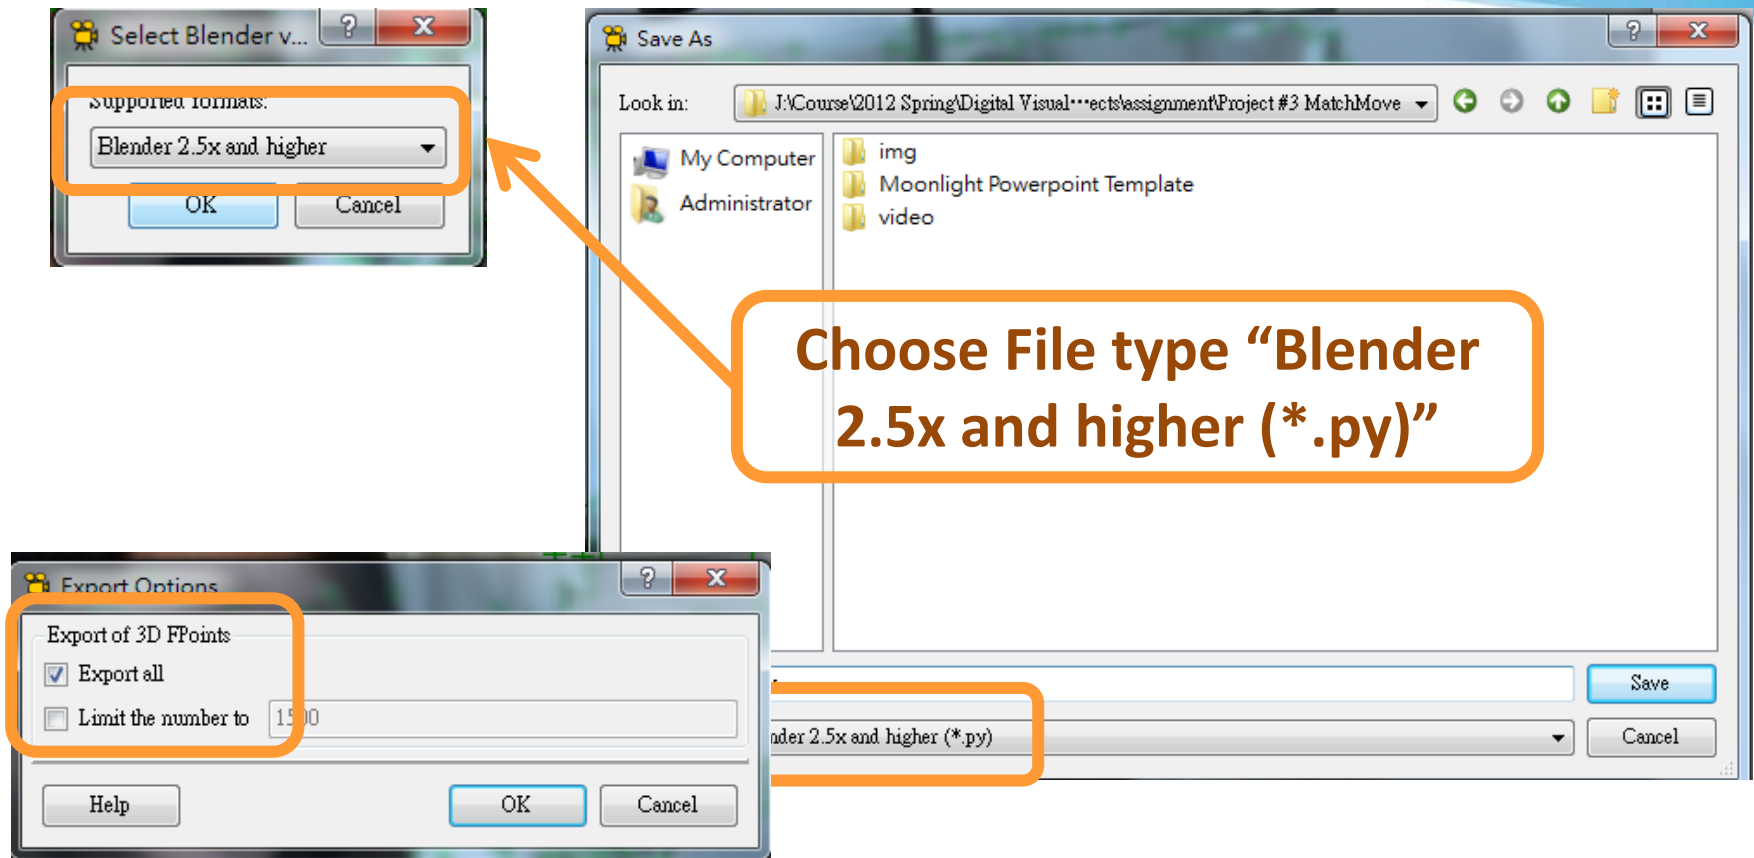 Select Blender v...
Supported formats:
Blender 2.5x and higher
OK
Cancel
Save As
Look in:
J:\Course\2012 Spring\Digital Visual···ects\assignment\Project #3 MatchMove
My Computer
Administrator
img
Moonlight Powerpoint Template
video
Choose File type “Blender
2.5x and higher (*.py)”
Save
nder 2.5x and higher (*.py)
Cancel
Export Options
Export of 3D FPoints
Export all
Limit the number to
1500
Help
OK
Cancel